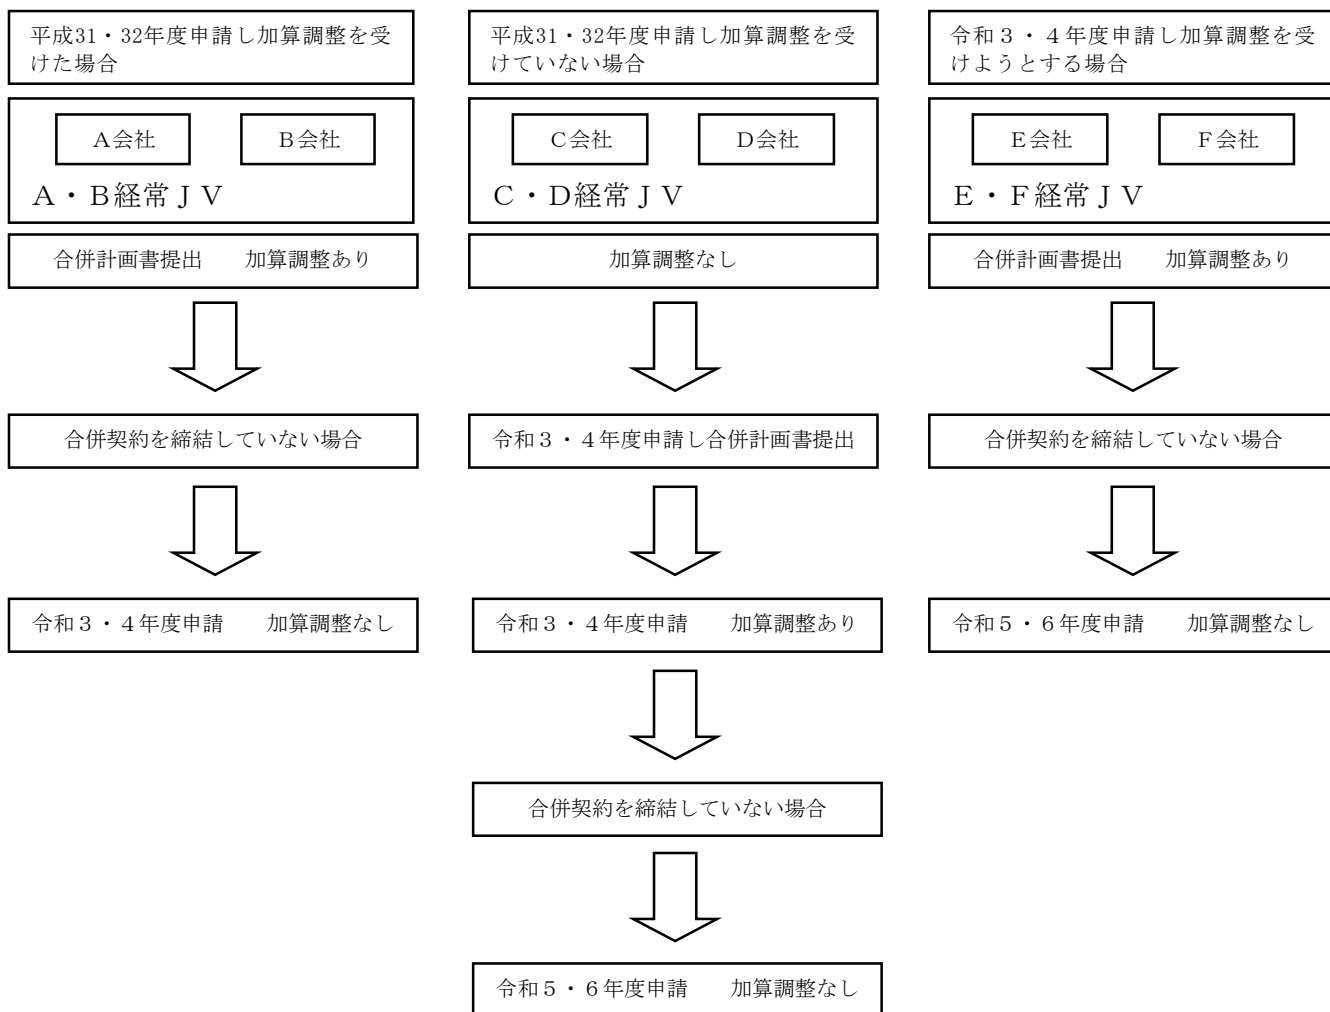 平成31・32年度申請し加算調整を受
けた場合
A会社
B会社
A・B経常JV
合併計画書提出　　加算調整あり
合併契約を締結していない場合
令和3・4年度申請　　加算調整なし
平成31・32年度申請し加算調整を受
けていない場合
C会社
D会社
C・D経常JV
加算調整なし
令和3・4年度申請し合併計画書提出
令和3・4年度申請　　加算調整あり
合併契約を締結していない場合
令和5・6年度申請　　加算調整なし
令和3・4年度申請し加算調整を受
けようとする場合
E会社
F会社
E・F経常JV
合併計画書提出　　加算調整あり
合併契約を締結していない場合
令和5・6年度申請　　加算調整なし